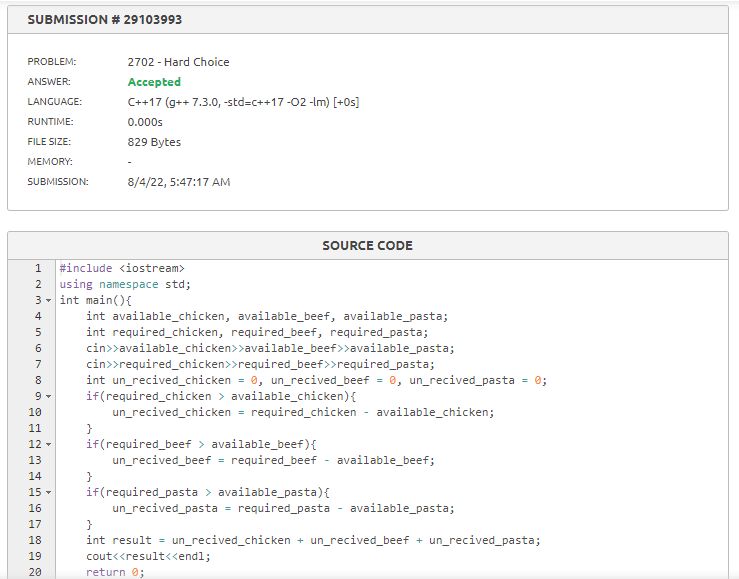 SUBMISSION # 29103993
PROBLEM: 2702 - Hard Choice
ANSWER: Accepted
LANGUAGE: C++17 (g++ 7.3.0, -std=c++17 -O2 -lm) [+0s]
RUNTIME: 0.000s
FILE SIZE: 829 Bytes
MEMORY: -
SUBMISSION: 8/4/22, 5:47:17 AM
SOURCE CODE
1 #include <iostream>
2 using namespace std;
3 int main(){
4 int available_chicken, available_beef, available_pasta;
5 int required_chicken, required_beef, required_pasta;
6 cin>>available_chicken>>available_beef>>available_pasta;
7 cin>>required_chicken>>required_beef>>required_pasta;
8 int un_recived_chicken = 0, un_recived_beef = 0, un_recived_pasta = 0;
9 if(required_chicken > available_chicken){
10 un_recived_chicken = required_chicken - available_chicken;
11 }
12 if(required_beef > available_beef){
13 un_recived_beef = required_beef - available_beef;
14 }
15 if(required_pasta > available_pasta){
16 un_recived_pasta = required_pasta - available_pasta;
17 }
18 int result = un_recived_chicken + un_recived_beef + un_recived_pasta;
19 cout<<result<<endl;
20 return 0;